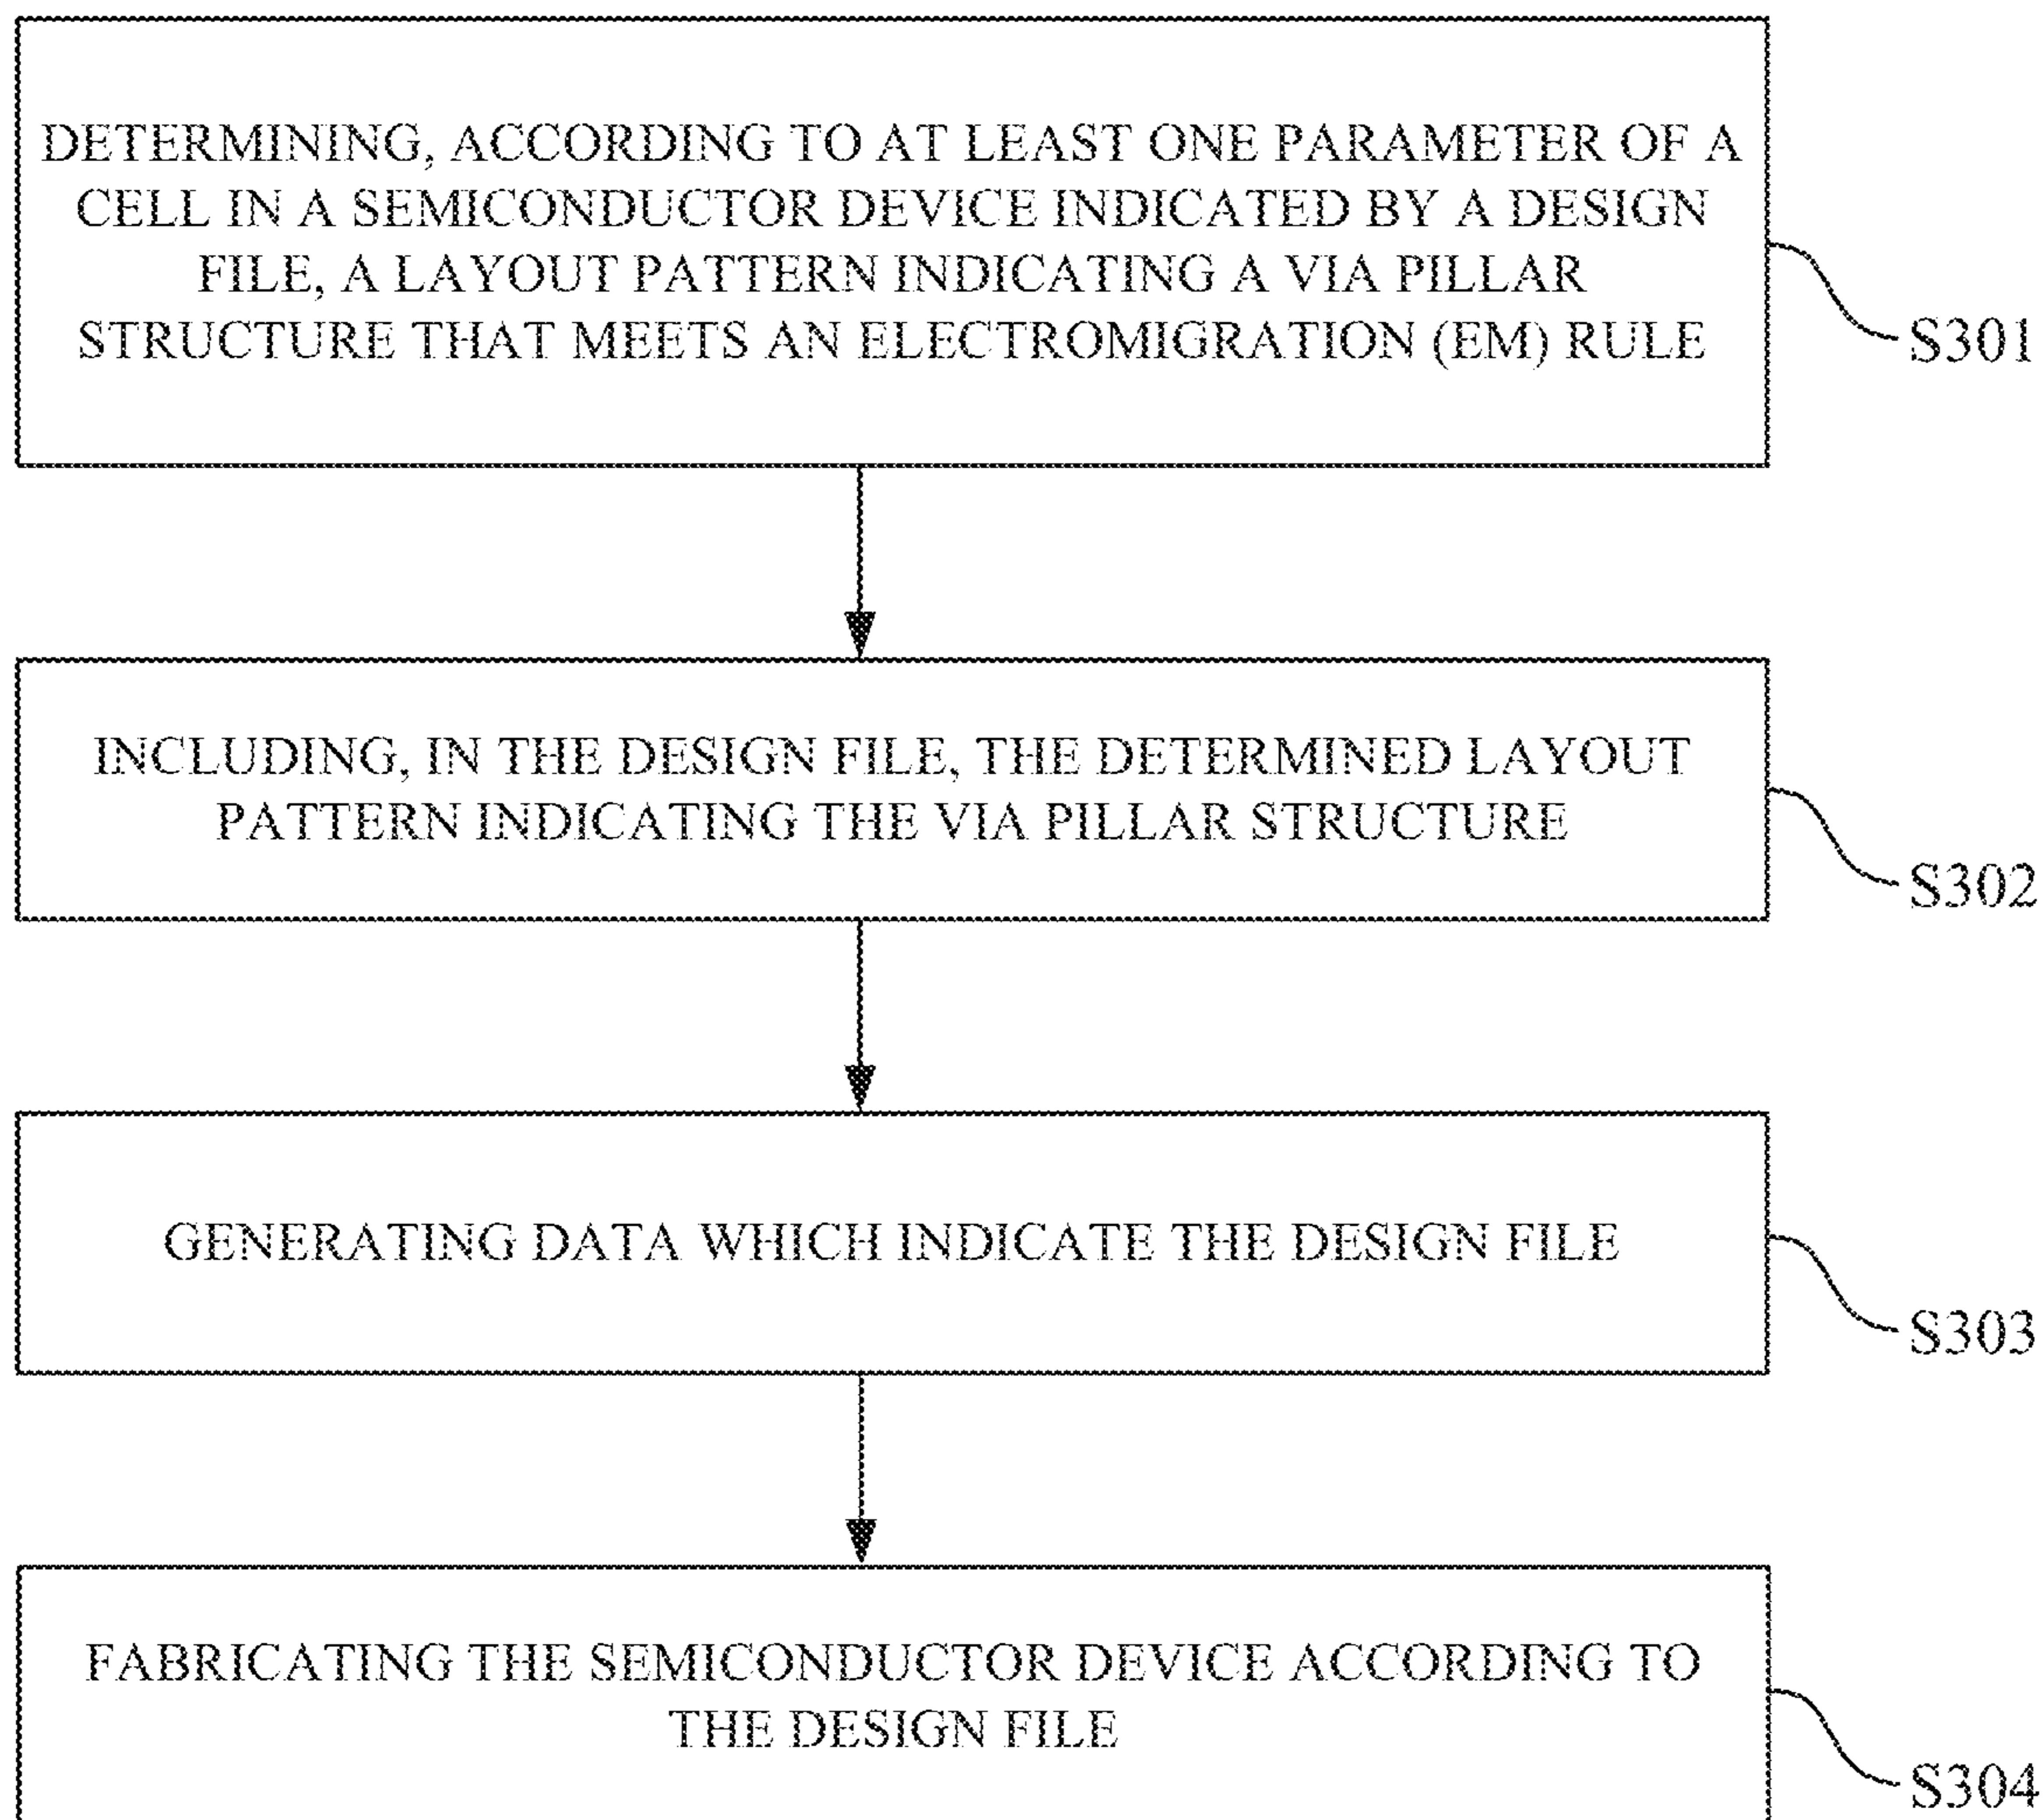 DETERMINING, ACCORDING TO AT LEAST ONE PARAMETER OF A
CELL IN A SEMICONDUCTOR DEVICE INDICATED BY A DESIGN
FILE, A LAYOUT PATTERN INDICATING A VIA PILLAR
STRUCTURE THAT MEETS AN ELECTROMIGRATION (EM) RULE
S301
INCLUDING, IN THE DESIGN FILE, THE DETERMINED LAYOUT
PATTERN INDICATING THE VIA PILLAR STRUCTURE
S302
GENERATING DATA WHICH INDICATE THE DESIGN FILE
S303
FABRICATING THE SEMICONDUCTOR DEVICE ACCORDING TO
THE DESIGN FILE
S304